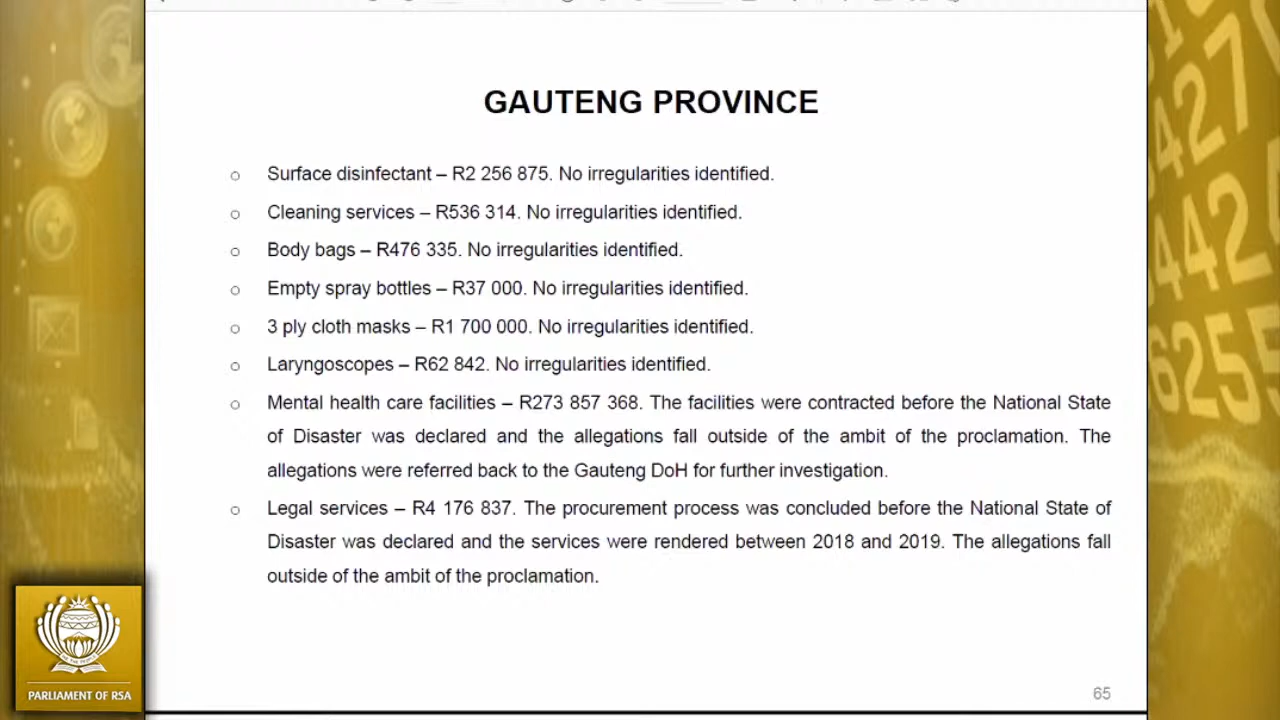 GAUTENG PROVINCE
o Surface disinfectant – R2 256 875. No irregularities identified.
o Cleaning services – R536 314. No irregularities identified.
o Body bags – R476 335. No irregularities identified.
o Empty spray bottles – R37 000. No irregularities identified.
o 3 ply cloth masks – R1 700 000. No irregularities identified.
o Laryngoscopes – R62 842. No irregularities identified.
o Mental health care facilities – R273 857 368. The facilities were contracted before the National State
of Disaster was declared and the allegations fall outside of the ambit of the proclamation. The
allegations were referred back to the Gauteng DoH for further investigation.
o Legal services – R4 176 837. The procurement process was concluded before the National State of
Disaster was declared and the services were rendered between 2018 and 2019. The allegations fall
outside of the ambit of the proclamation.
65
PARLIAMENT OF RSA
427
442
6255